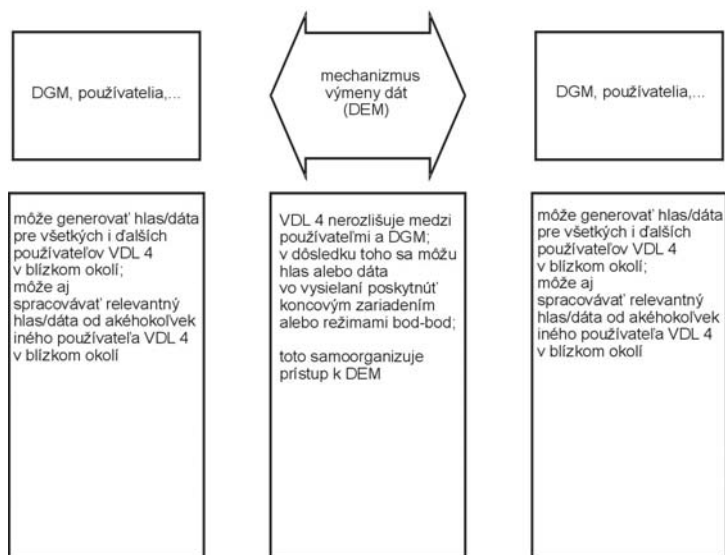 DGM, používatelia,...
mechanizmus
výmeny dát
(DEM)
DGM, používatelia,...
môže generovať hlas/dáta
pre všetkých i ďalších
používateľov VDL 4
v blízkom okolí;
môže aj
spracovávať relevantný
hlas/dáta od akéhokoľvek
iného používateľa VDL 4
v blízkom okolí
VDL 4 nerozlišuje medzi
používateľmi a DGM;
v dôsledku toho sa môžu
hlas alebo dáta
vo vysielaní poskytnúť
koncovým zariadením
alebo režimami bod-bod;
toto samoorganizuje
prístup k DEM
môže generovať hlas/dáta
pre všetkých i ďalších
používateľov VDL 4
v blízkom okolí;
môže aj
spracovávať relevantný
hlas/dáta od akéhokoľvek
iného používateľa VDL 4
v blízkom okolí